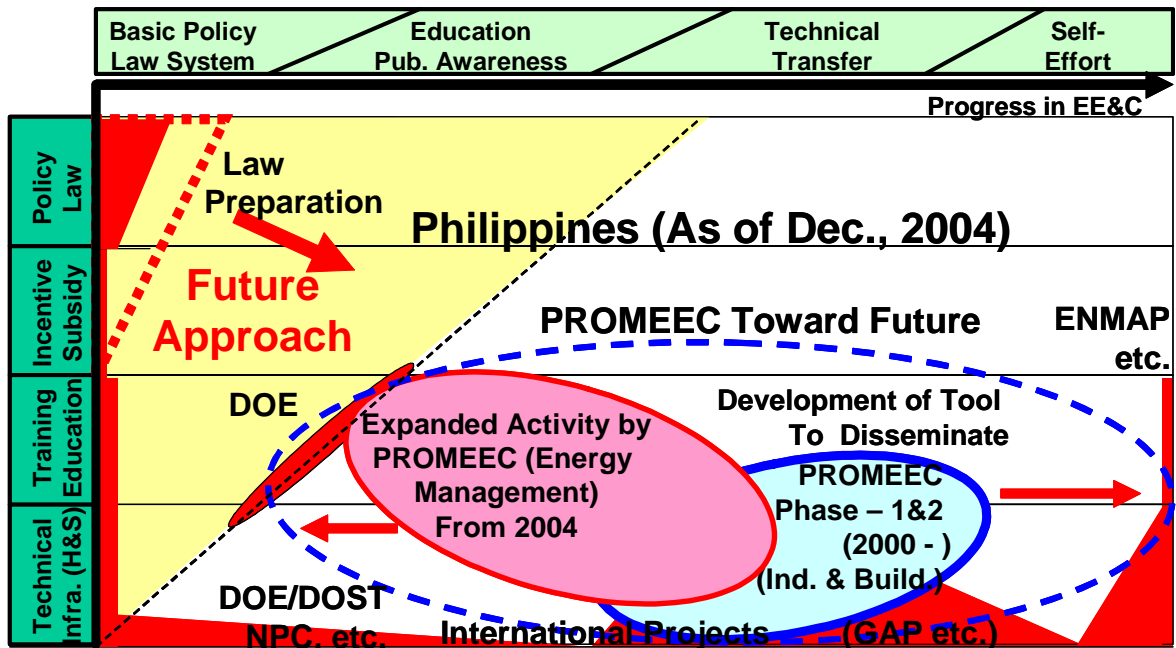 Basic Policy
Law System
Education
Pub. Awareness
Technical
Transfer
Self-
Effort
Progress in EE&C
Policy
Law
Law
Preparation
Philippines (As of Dec., 2004)
Incentive
Subsidy
Future
Approach
PROMEEC Toward Future
ENMAP
etc.
Training
Education
DOE
Expanded Activity by
PROMEEC (Energy
Management)
From 2004
Development of Tool
To Disseminate
PROMEEC
Phase – 1&2
(2000 - )
(Ind. & Build.)
Technical
Infra. (H&S)
DOE/DOST
NPC, etc.
International Projects (GAP etc.)